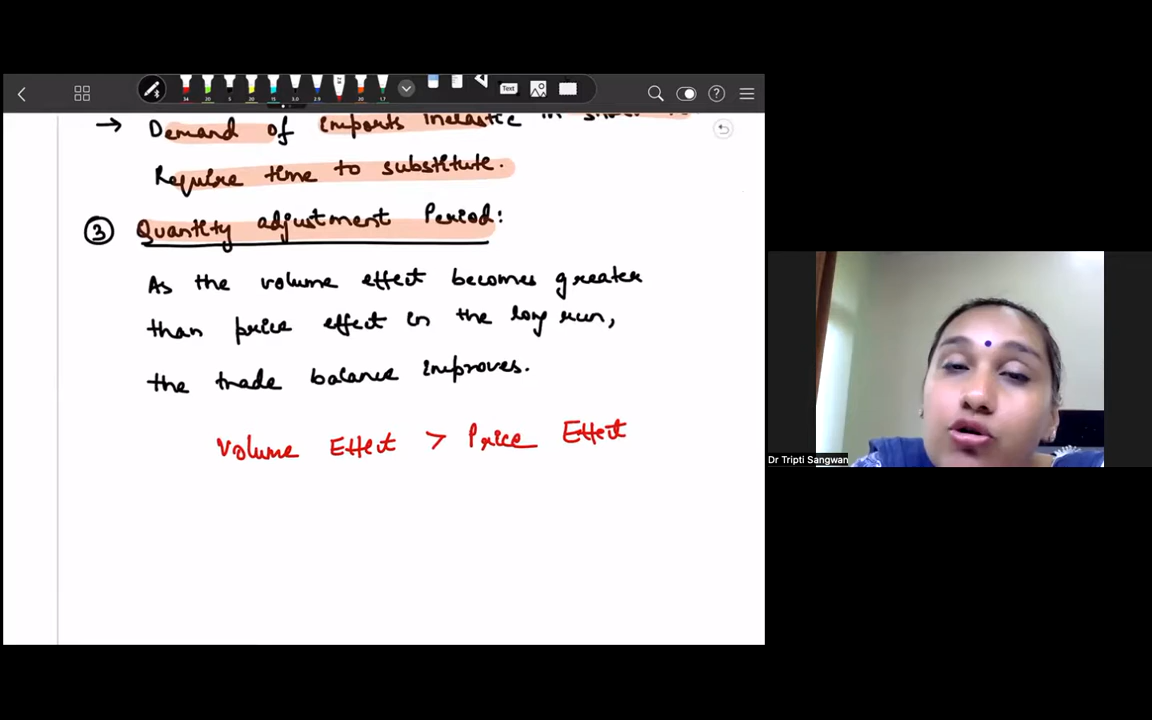 Text
→ Demand of imports inelastic in
Require time to substitute.
③ Quantity adjustment Period:
As the volume effect becomes greater
than price effect in the long run,
the trade balance improves.
Volume Effect > Price Effect
Dr Tripti Sangwan